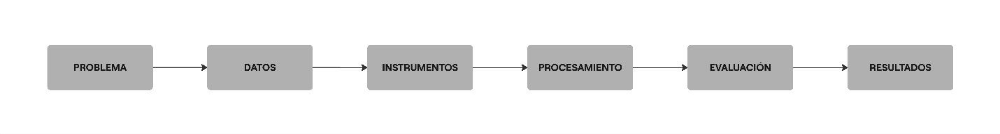 PROBLEMA
DATOS
INSTRUMENTOS
PROCESAMIENTO
EVALUACIÓN
RESULTADOS